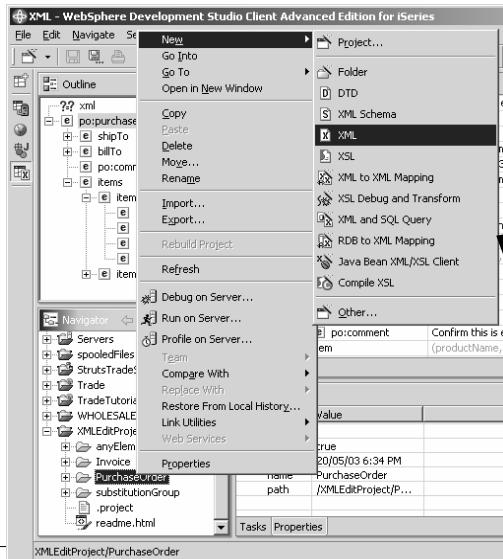 XML - WebSphere Development Studio Client Advanced Edition for iSeries
File Edit Navigate Se
Outline
?=? xml
po:purchase
shipTo
billTo
po:comm
items
item
item
Navigator
Servers
spooledFiles
StrutsTradeS
Trade
TradeTutoria
WHOLESALE
XMLEditProje
anyElem
Invoice
PurchaseOrder
substitutionGroup
.project
readme.html
New
Go Into
Go To
Open in New Window
Copy
Paste
Delete
Move...
Rename
Import...
Export...
Rebuild Project
Refresh
Debug on Server...
Run on Server...
Profile on Server...
Team
Compare With
Replace With
Restore From Local History...
Link Utilities
Web Services
Properties
Project...
Folder
DTD
XML Schema
XML
XSL
XML to XML Mapping
XSL Debug and Transform
XML and SQL Query
RDB to XML Mapping
Java Bean XML/XSL Client
Compile XSL
Other...
po:comment Confirm this is e
em (productName,
Value
true
20/05/03 6:34 PM
name PurchaseOrder
path /XMLEditProject/P...
Tasks Properties
XMLEditProject/PurchaseOrder